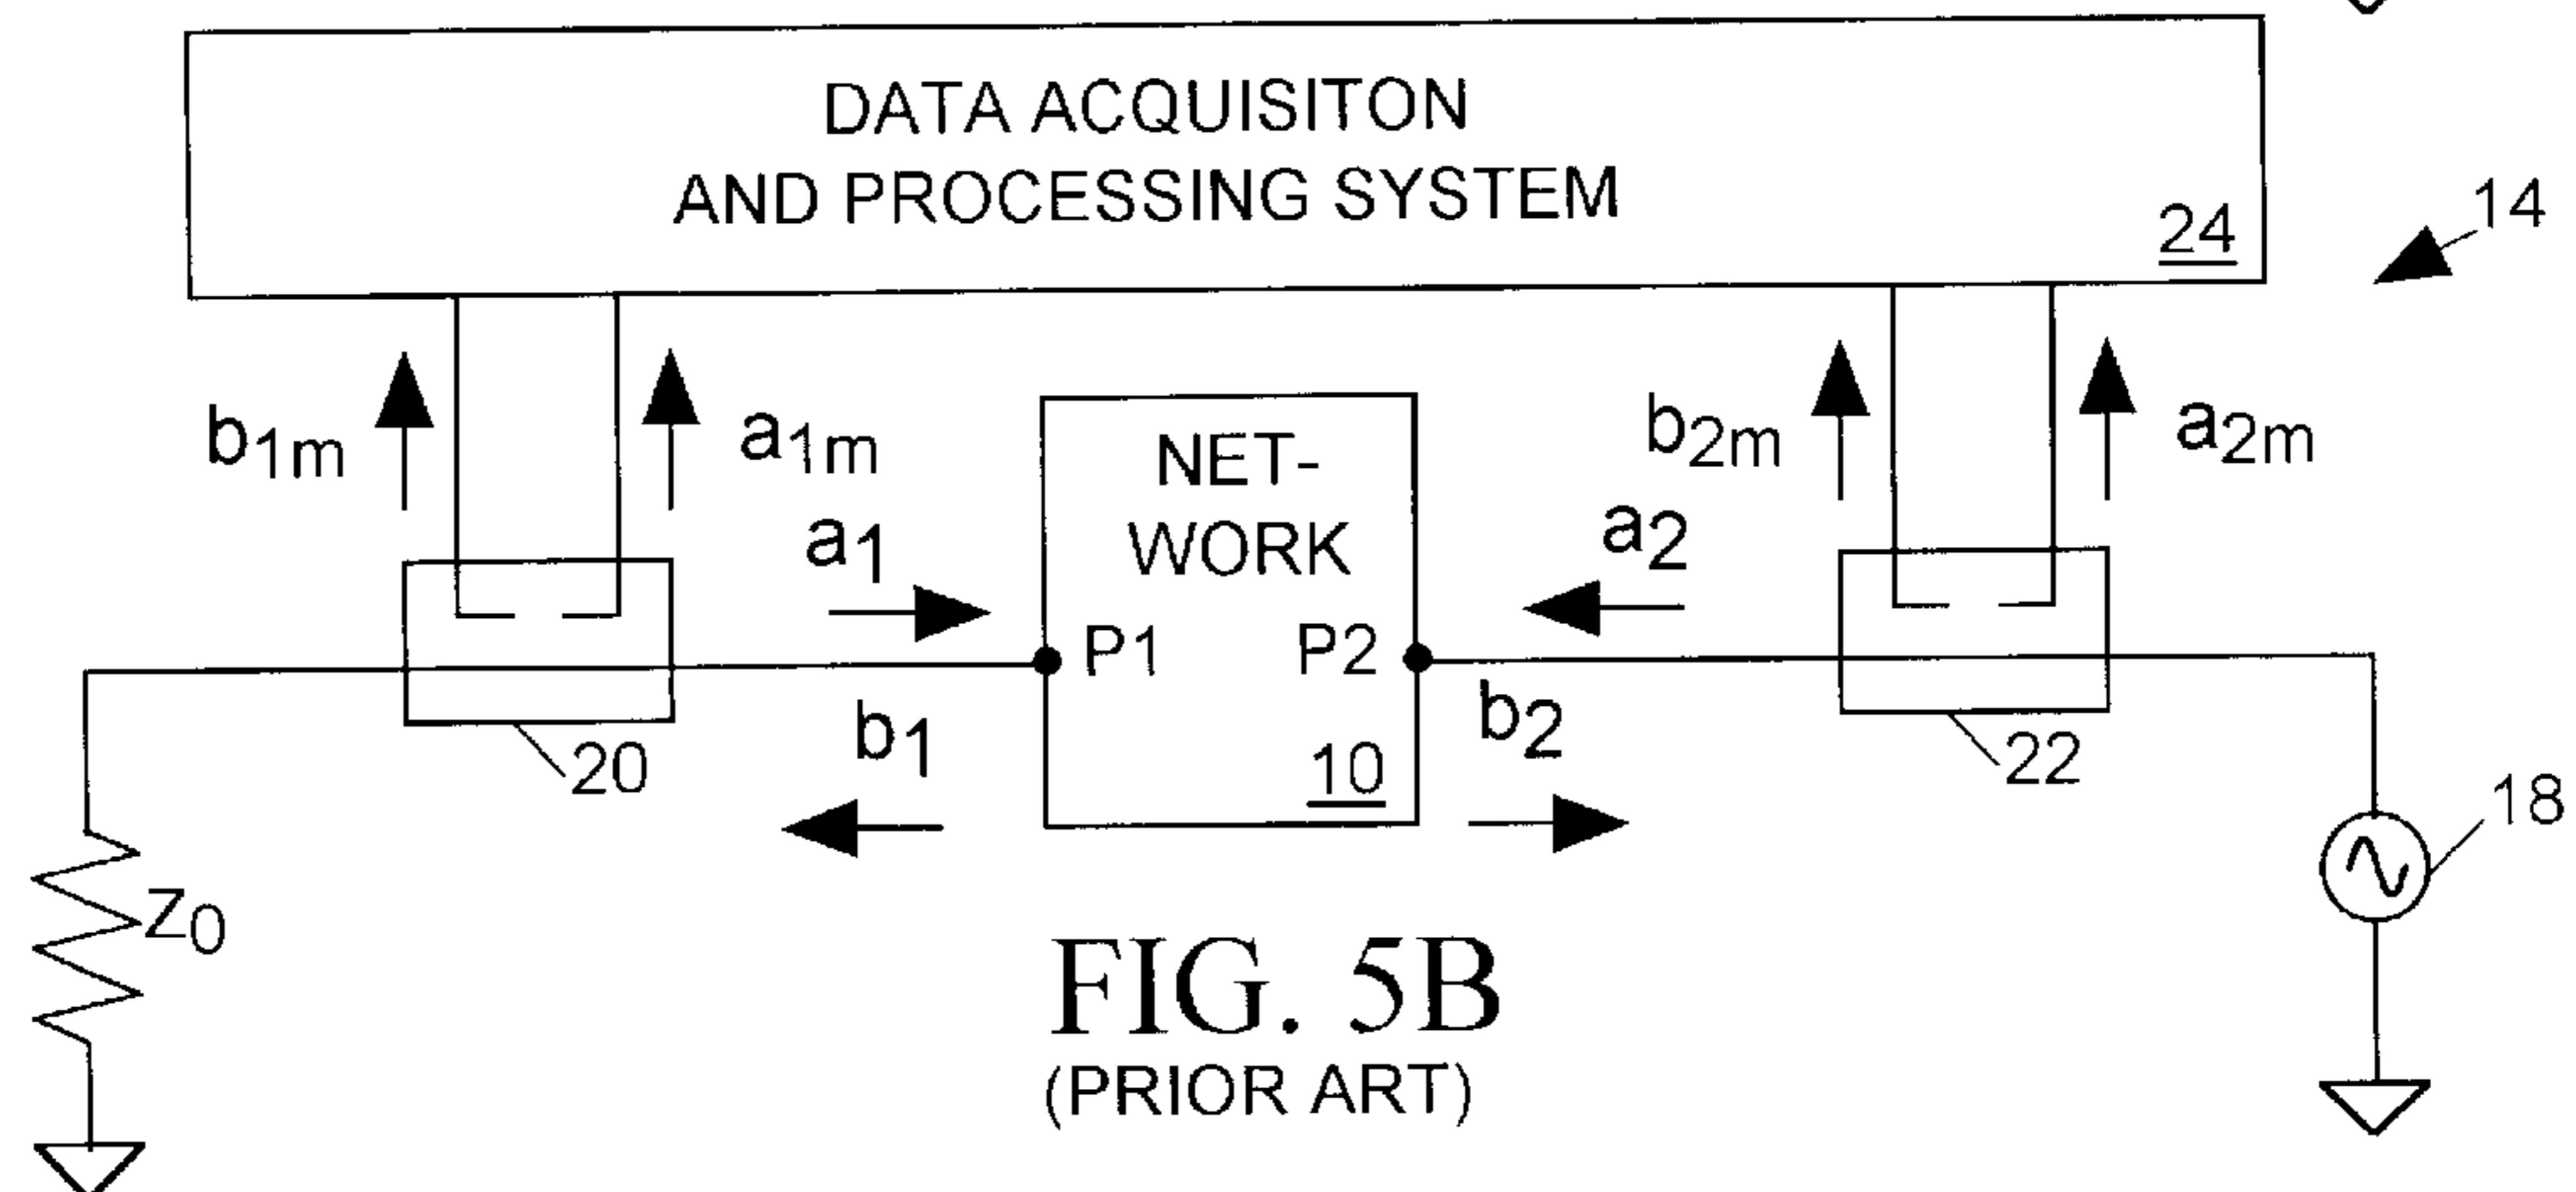 DATA ACQUISITON
AND PROCESSING SYSTEM
24
14
b1m
a1m
b2m
a2m
NET-
WORK
a1
a2
P1
P2
b1
b2
10
20
22
18
Z0
FIG. 5B
(PRIOR ART)